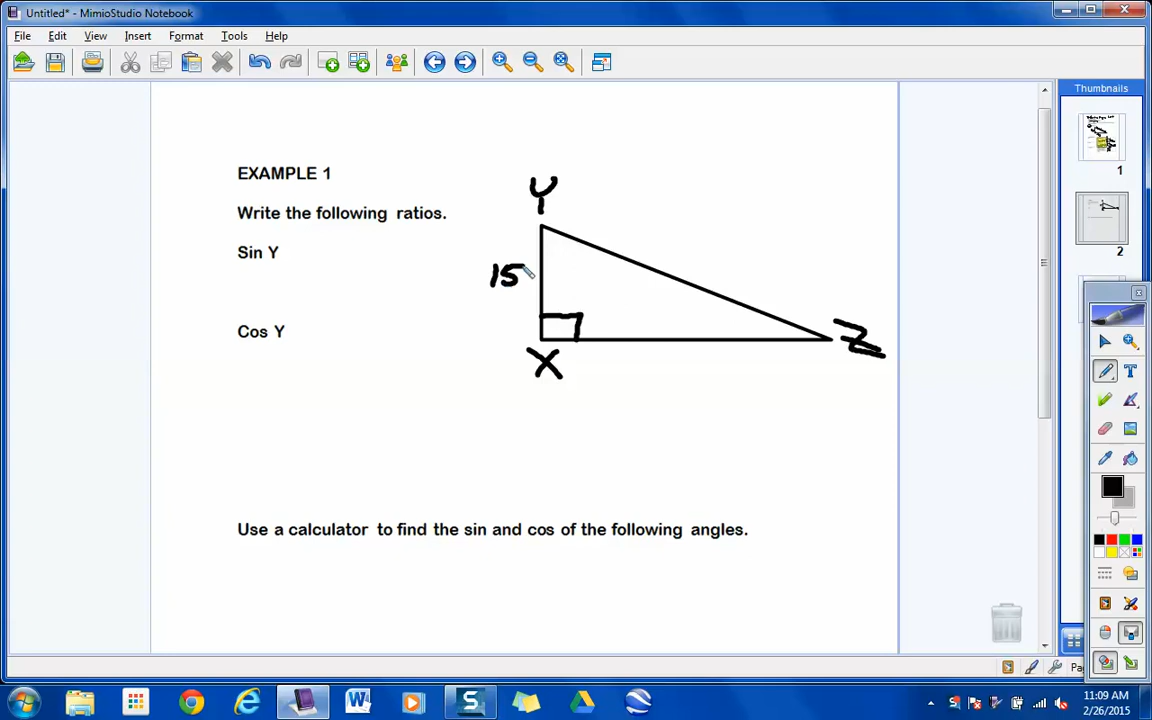 Untitled* - MimioStudio Notebook
File Edit View Insert Format Tools Help
Thumbnails
EXAMPLE 1
Write the following ratios.
Sin Y
Cos Y
Y
15
X
Z
Use a calculator to find the sin and cos of the following angles.
1
2
T
W
S
11:09 AM
2/26/2015